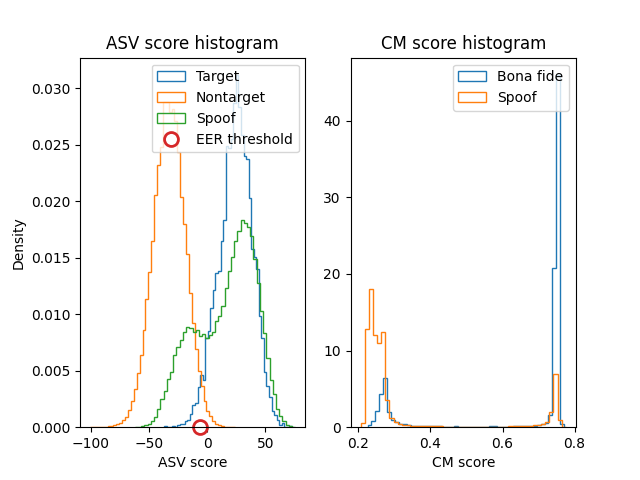 ASV score histogram
Target
Nontarget
Spoof
EER threshold
0.030
0.025
0.020
0.015
0.010
0.005
0.000
Density
−100
−50
0
50
ASV score
CM score histogram
Bona fide
Spoof
40
30
20
10
0
0.2
0.4
0.6
0.8
CM score